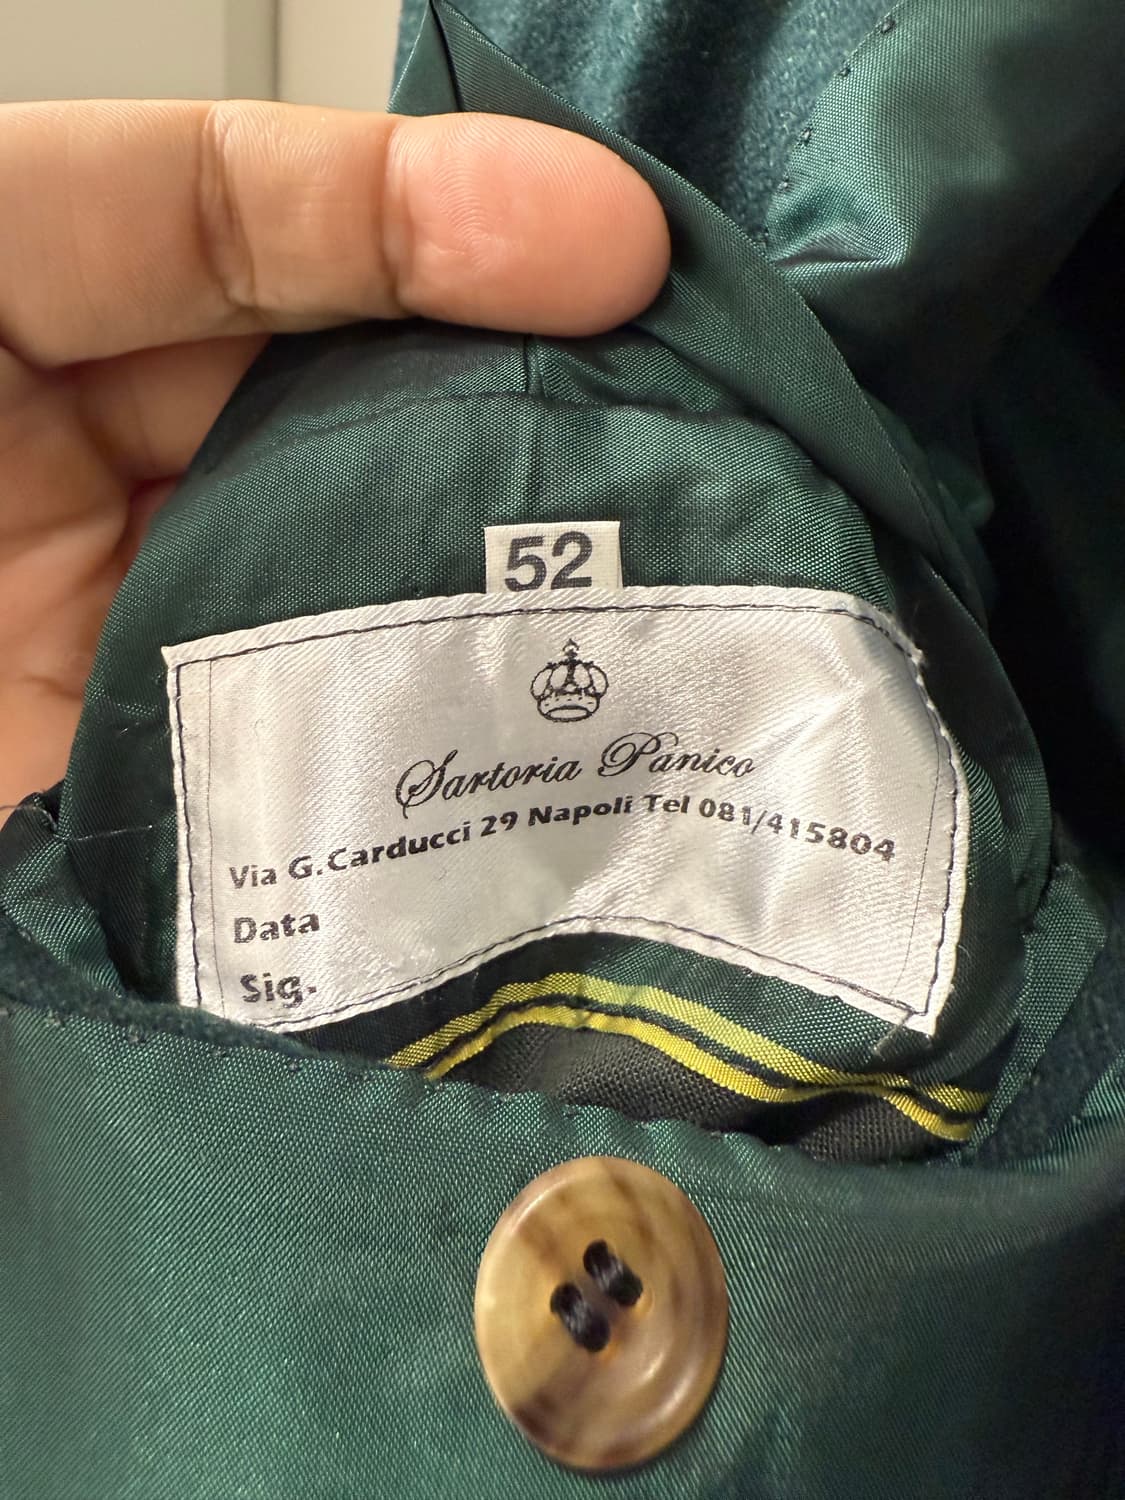 52
Sartoria Panico
Via G.Carducci 29 Napoli Tel 081/415804
Data
Sig.